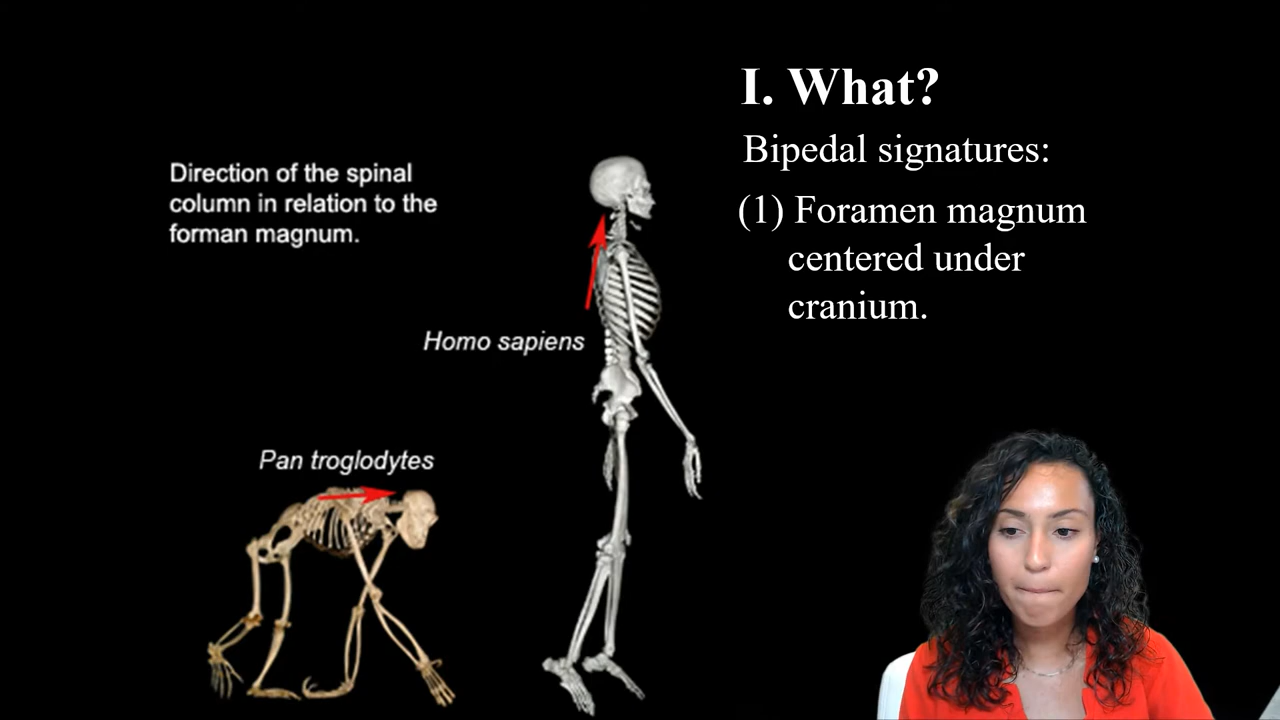 I. What?
Bipedal signatures:
(1) Foramen magnum
centered under
cranium.
Direction of the spinal
column in relation to the
forman magnum.
Homo sapiens
Pan troglodytes